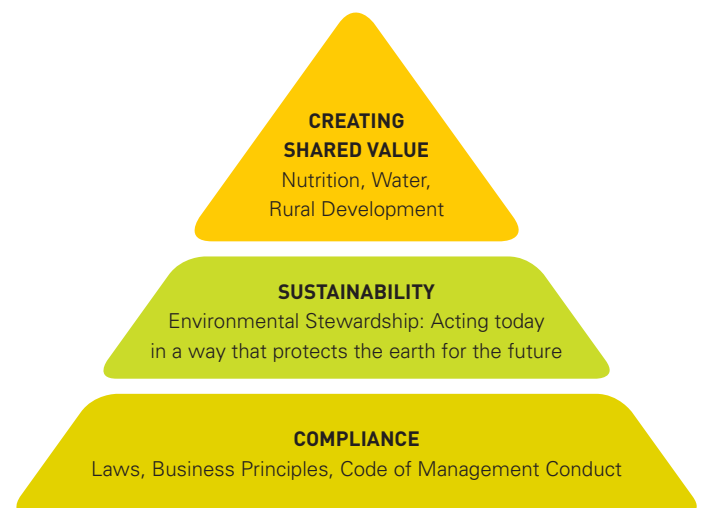 CREATING
SHARED VALUE
Nutrition, Water,
Rural Development
SUSTAINABILITY
Environmental Stewardship: Acting today
in a way that protects the earth for the future
COMPLIANCE
Laws, Business Principles, Code of Management Conduct